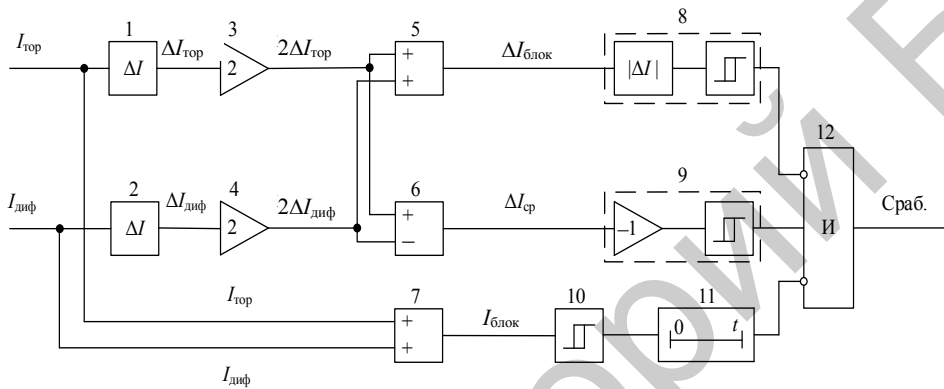 1
3
5
8
I_тор
ΔI_тор
2ΔI_тор
ΔI_блок
ΔI
2
+
+
|ΔI|
12
2
4
6
9
I_диф
ΔI_диф
2ΔI_диф
ΔI_ср
Сраб.
ΔI
2
+
−
−1
И
I_тор
7
10
11
I_блок
+
+
0
t
I_диф